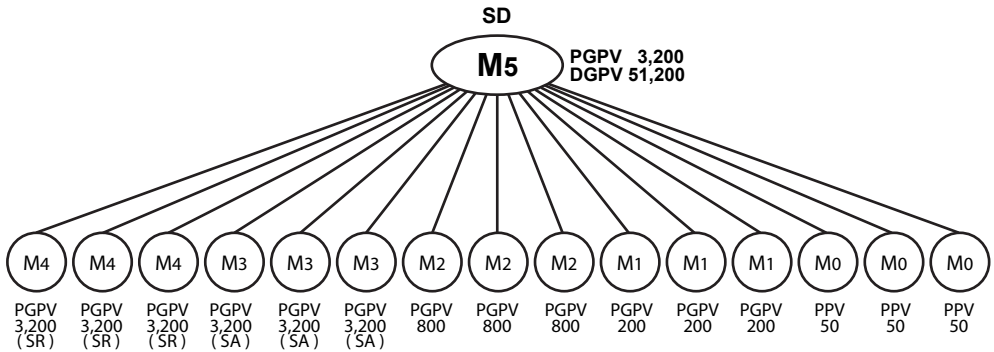 SD
M5
PGPV 3,200
DGPV 51,200
M4 M4 M4 M3 M3 M3 M2 M2 M2 M1 M1 M1 M0 M0 M0
PGPV PGPV PGPV PGPV PGPV PGPV PGPV PGPV PGPV PGPV PGPV PGPV PPV PPV PPV
3,200 3,200 3,200 3,200 3,200 3,200 800 800 800 200 200 200 50 50 50
( SR ) ( SR ) ( SR ) ( SA ) ( SA ) ( SA )